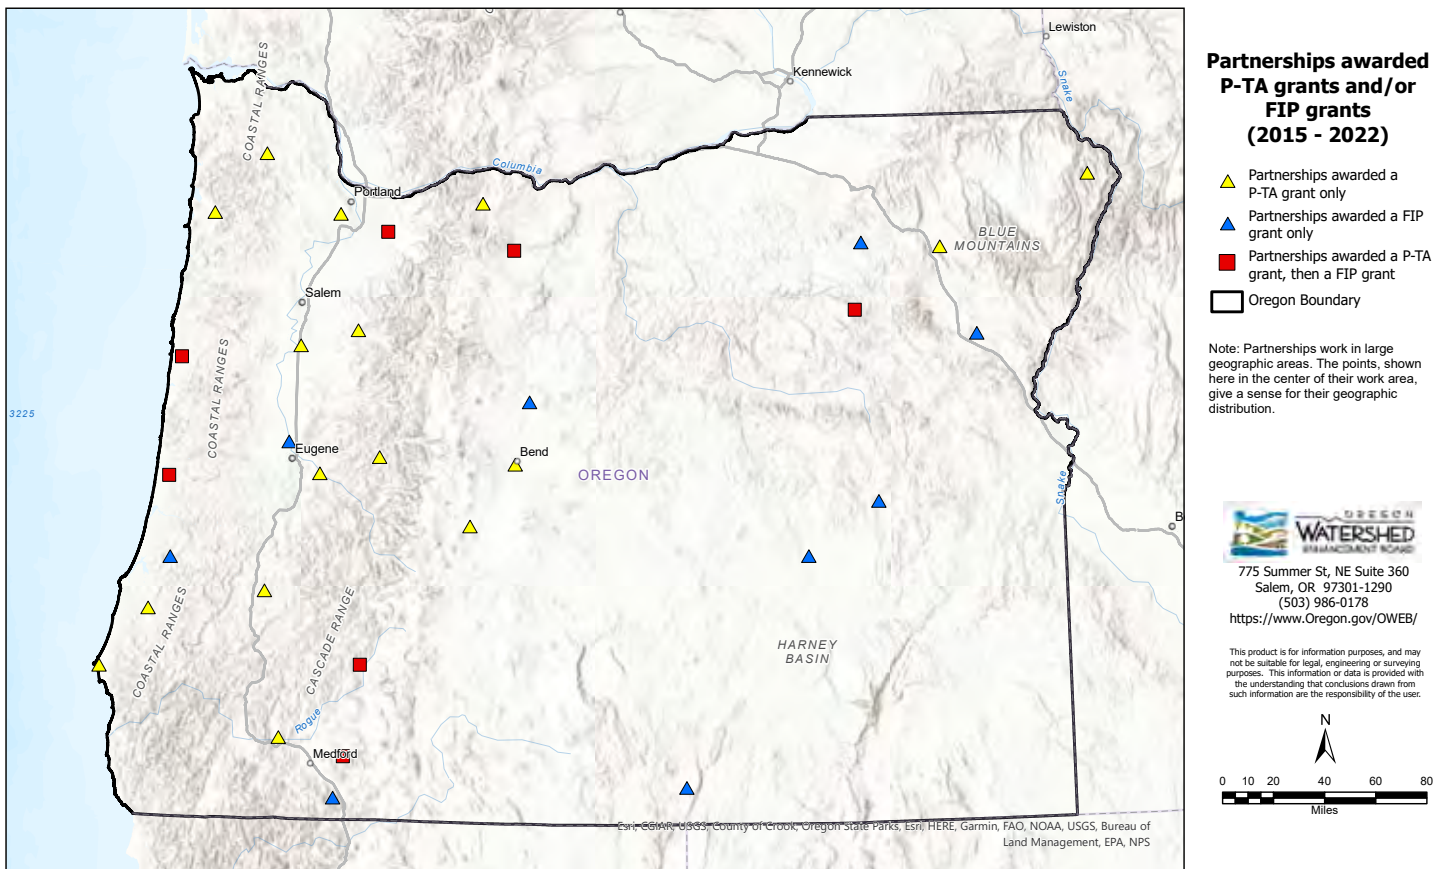 Lewiston
Kennewick
Snake
COASTAL RANGES
Columbia
Portland
BLUE
MOUNTAINS
Salem
COASTAL RANGES
3225
Eugene
Bend
OREGON
Snake
B
COASTAL RANGES
CASCADE RANGE
HARNEY
BASIN
Rogue
Medford
Esri, CGIAR, USGS, County of Crook, Oregon State Parks, Esri, HERE, Garmin, FAO, NOAA, USGS, Bureau of
Land Management, EPA, NPS
Partnerships awarded
P-TA grants and/or
FIP grants
(2015 - 2022)
Partnerships awarded a
P-TA grant only
Partnerships awarded a FIP
grant only
Partnerships awarded a P-TA
grant, then a FIP grant
Oregon Boundary
Note: Partnerships work in large
geographic areas. The points, shown
here in the center of their work area,
give a sense for their geographic
distribution.
OREGON
WATERSHED
ENHANCEMENT BOARD
775 Summer St, NE Suite 360
Salem, OR 97301-1290
(503) 986-0178
https://www.Oregon.gov/OWEB/
This product is for information purposes, and may
not be suitable for legal, engineering or surveying
purposes. This information or data is provided with
the understanding that conclusions drawn from
such information are the responsibility of the user.
N
0 10 20 40 60 80
Miles